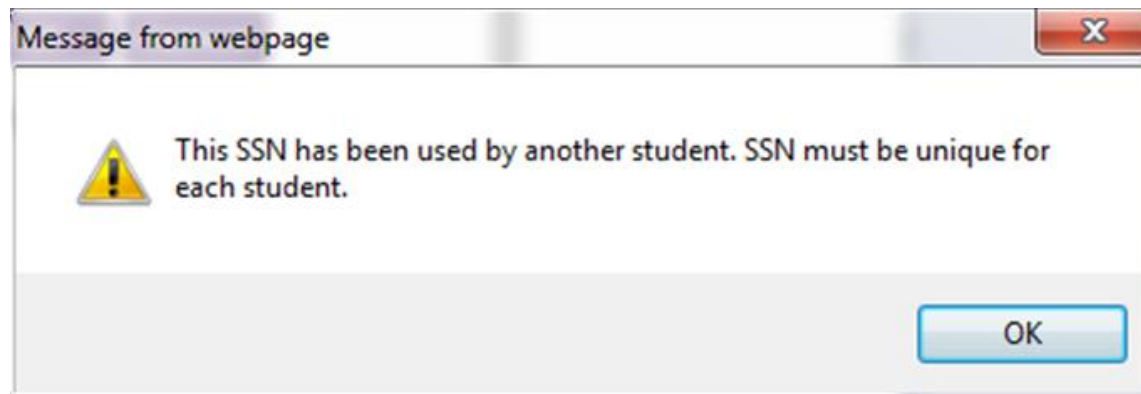 Message from webpage
This SSN has been used by another student. SSN must be unique for
each student.
OK